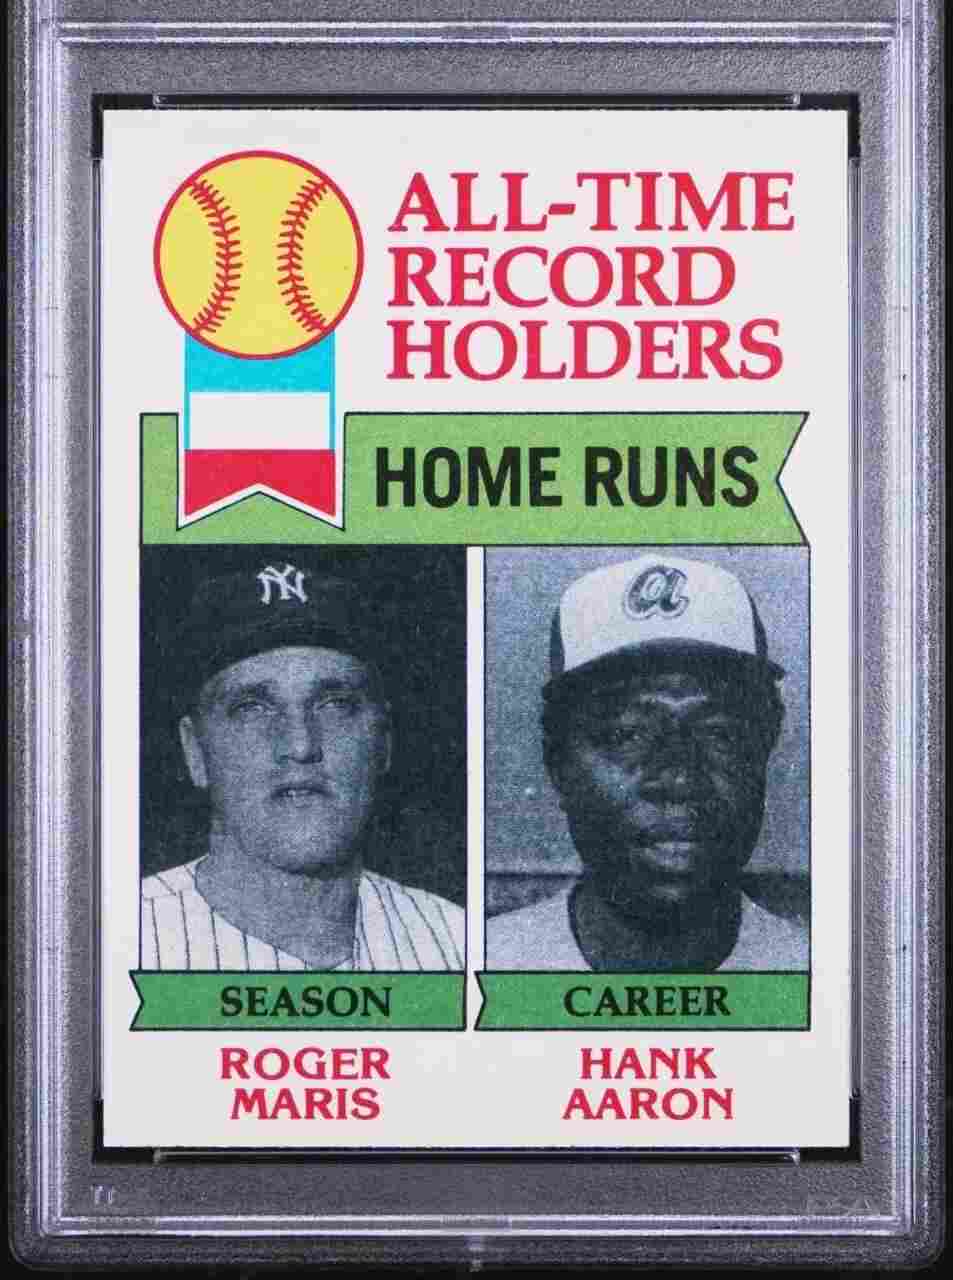 ALL-TIME
RECORD
HOLDERS
HOME RUNS
NY
a
SEASON
CAREER
ROGER
MARIS
HANK
AARON